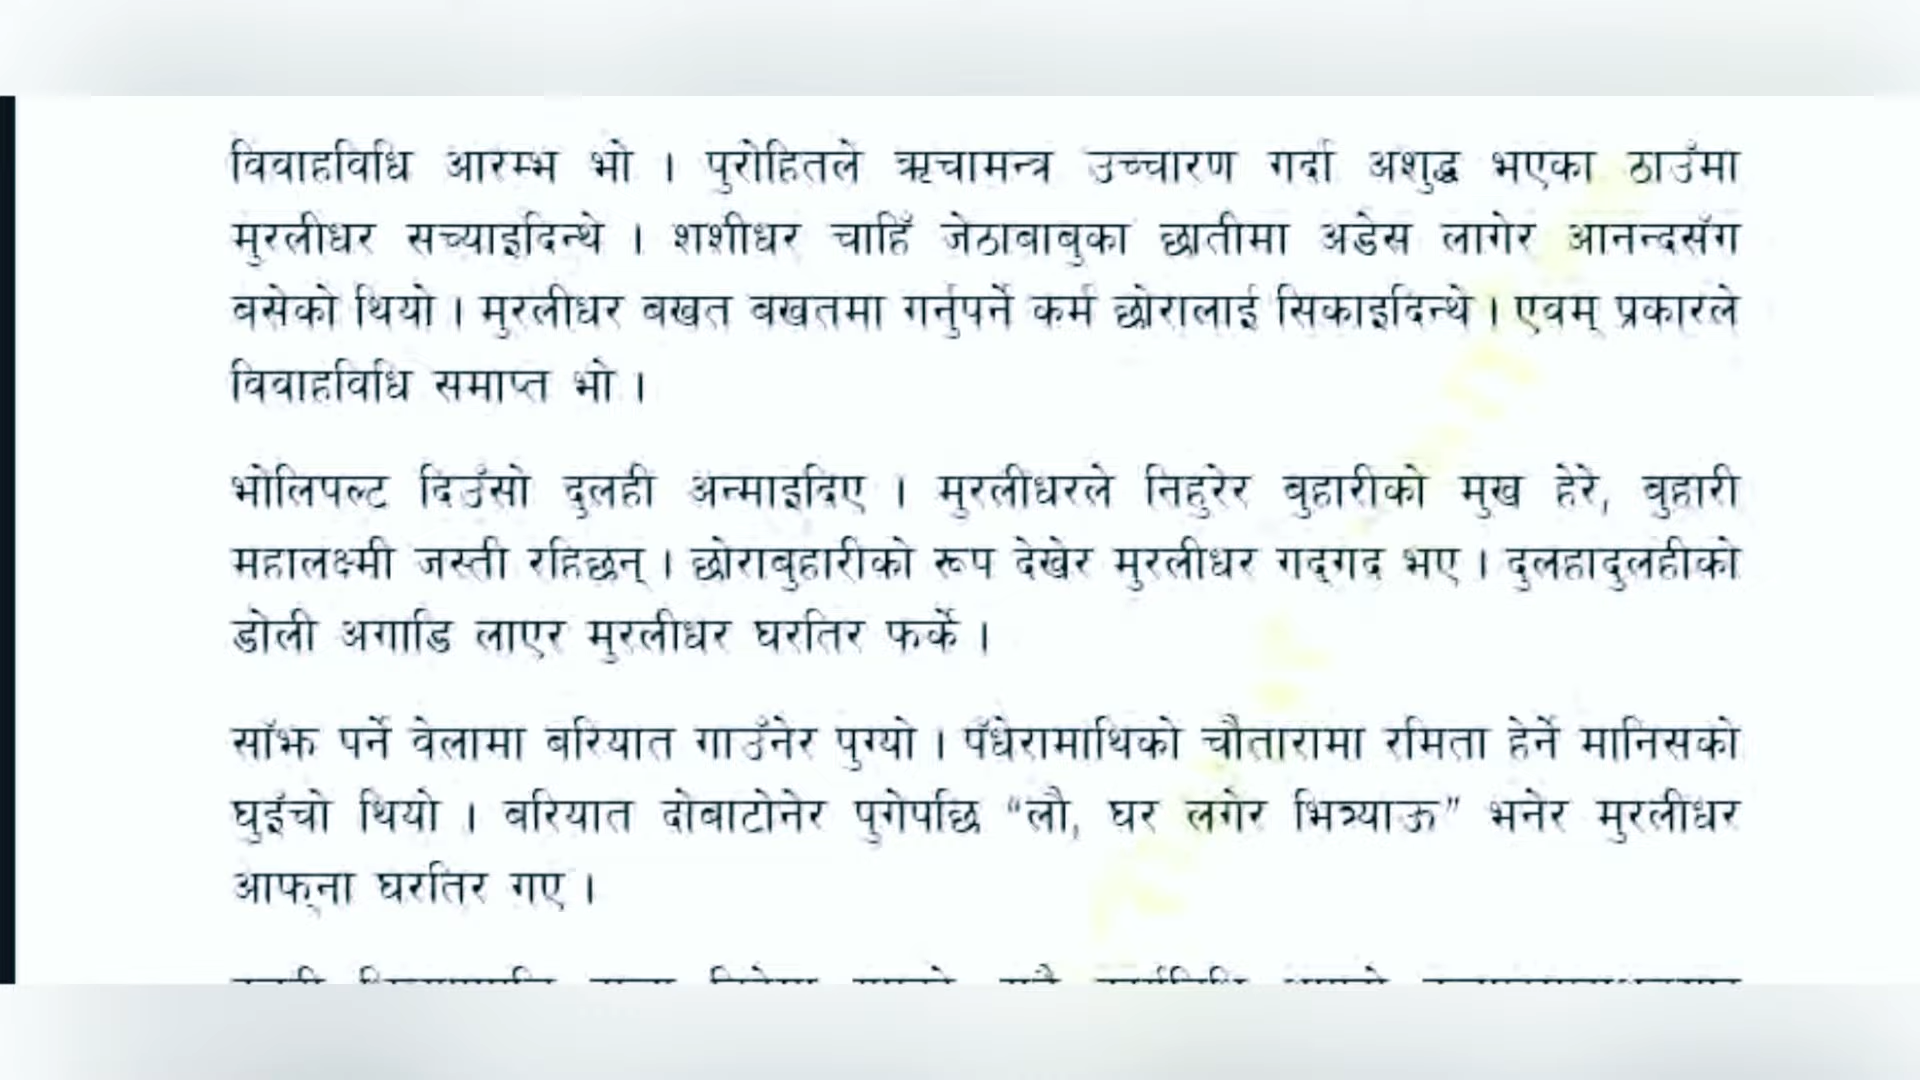 विवाहविधि आरम्भ भो । पुरोहितले ऋचामन्त्र उच्चारण गर्दा अशुद्ध भएका ठाउँमा
मुरलीधर सच्याइदिन्थे । शशीधर चाहिँ जेठाबाबुका छातीमा अडेस लागेर आनन्दसँग
बसेको थियो । मुरलीधर बखत बखतमा गर्नुपर्ने कर्म छोरालाई सिकाइदिन्थे । एवम् प्रकारले
विवाहविधि समाप्त भो ।
भोलिपल्ट दिउँसो दुलही अन्माइदिए । मुरलीधरले निहुरेर बुहारीको मुख हेरे, बुहारी
महालक्ष्मी जस्ती रहिछन् । छोराबुहारीको रूप देखेर मुरलीधर गद्‌गद भए । दुलहादुलहीको
डोली अगाडि लाएर मुरलीधर घरतिर फर्के ।
साँझ पर्ने वेलामा बरियात गाउँनेर पुग्यो । पँधेरामाथिको चौतारामा रमिता हेर्ने मानिसको
घुइँचो थियो । बरियात दोबाटोनेर पुगेपछि “लौ, घर लगेर भित्र्याऊ” भनेर मुरलीधर
आफ्‌ना घरतिर गए ।